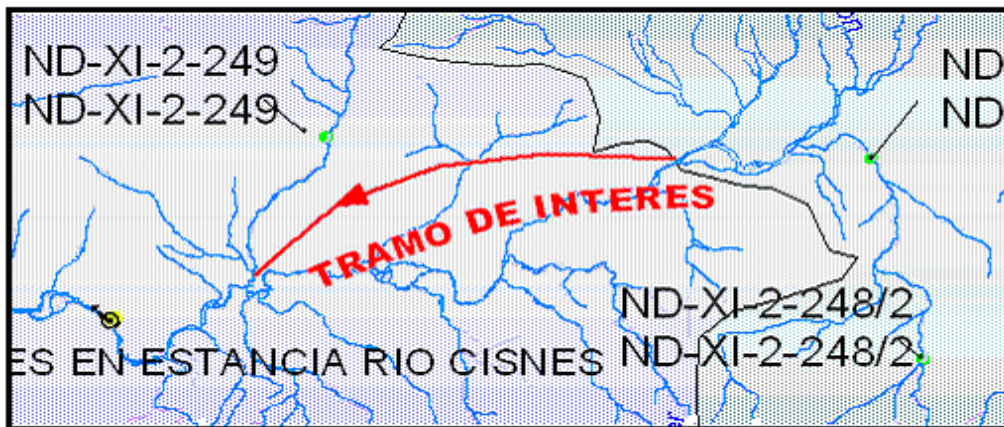 ND-XI-2-249
ND-XI-2-249
ND
ND
TRAMO DE INTERES
ND-XI-2-248/2
ND-XI-2-248/2
ES EN ESTANCIA RIO CISNES